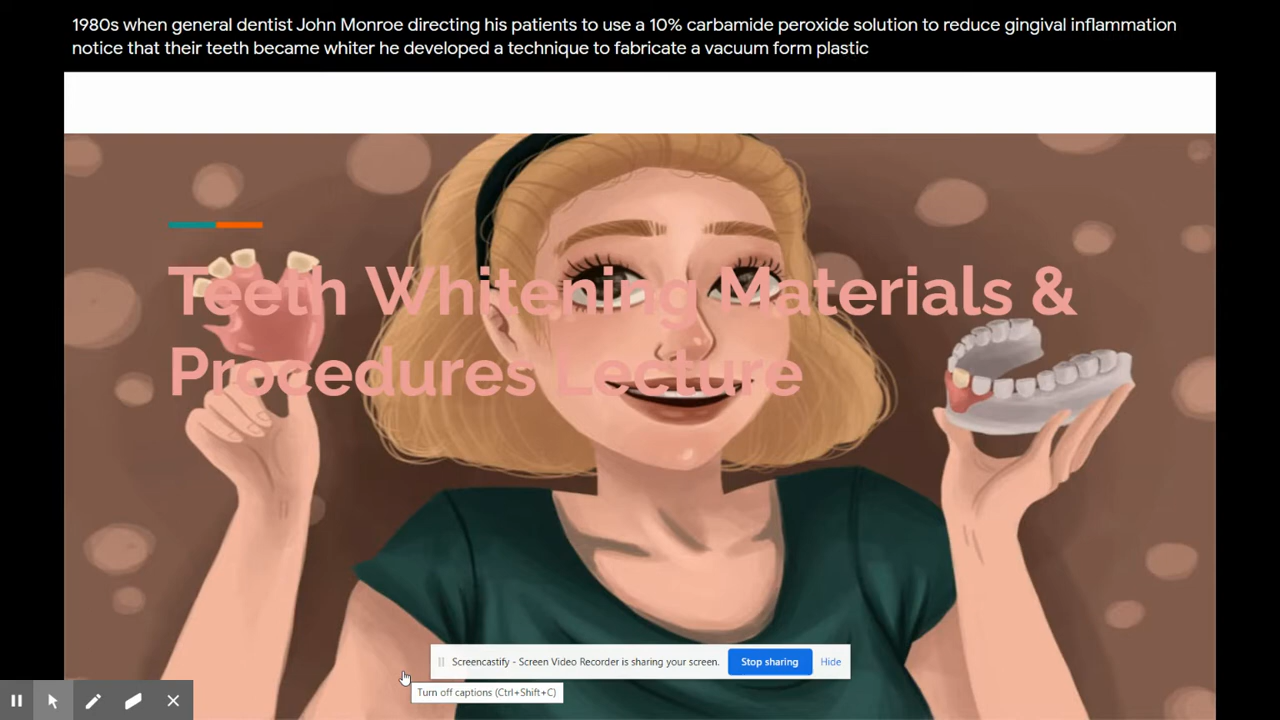 1980s when general dentist John Monroe directing his patients to use a 10% carbamide peroxide solution to reduce gingival inflammation
notice that their teeth became whiter he developed a technique to fabricate a vacuum form plastic
Teeth Whitening Materials &
Procedures Lecture
Screencastify - Screen Video Recorder is sharing your screen. Stop sharing Hide
Turn off captions (Ctrl+Shift+C)